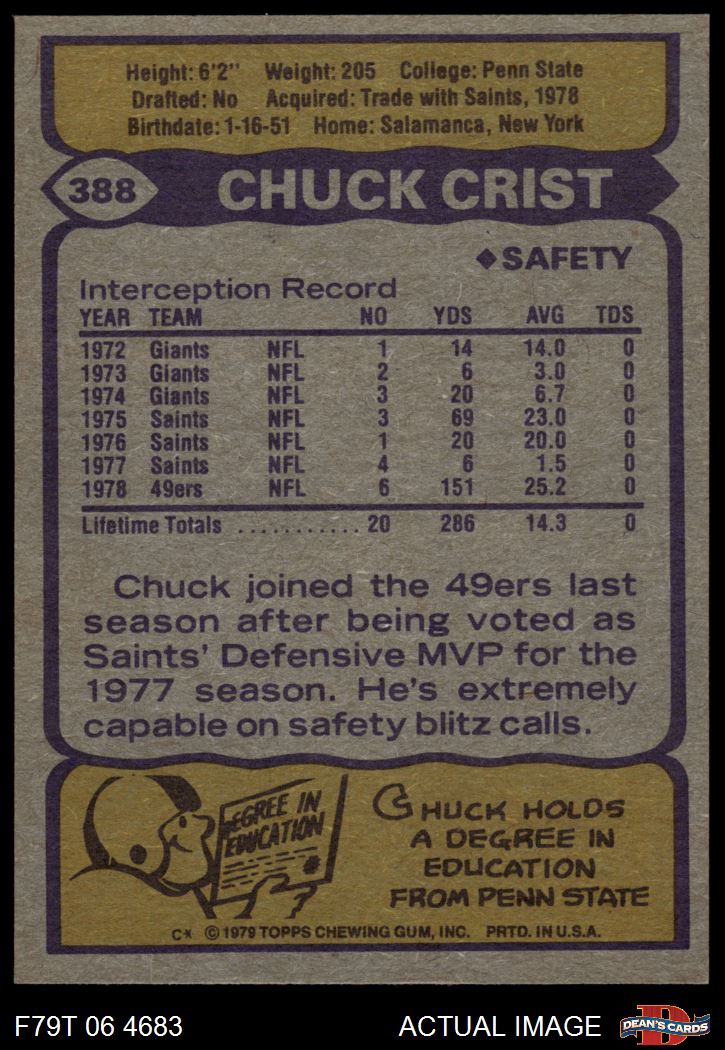 Height: 6'2" Weight: 205 College: Penn State
Drafted: No Acquired: Trade with Saints, 1978
Birthdate: 1-16-51 Home: Salamanca, New York
388 CHUCK CRIST
◆SAFETY
Interception Record
YEAR TEAM NO YDS AVG TDS
1972 Giants NFL 1 14 14.0 0
1973 Giants NFL 2 6 3.0 0
1974 Giants NFL 3 20 6.7 0
1975 Saints NFL 3 69 23.0 0
1976 Saints NFL 1 20 20.0 0
1977 Saints NFL 4 6 1.5 0
1978 49ers NFL 6 151 25.2 0
Lifetime Totals ........... 20 286 14.3 0
Chuck joined the 49ers last
season after being voted as
Saints' Defensive MVP for the
1977 season. He's extremely
capable on safety blitz calls.
EGREE IN
EDUCATION
CHUCK HOLDS
A DEGREE IN
EDUCATION
FROM PENN STATE
C* © 1979 TOPPS CHEWING GUM, INC. PRTD. IN U.S.A.
F79T 06 4683 ACTUAL IMAGE D DEAN'S CARDS